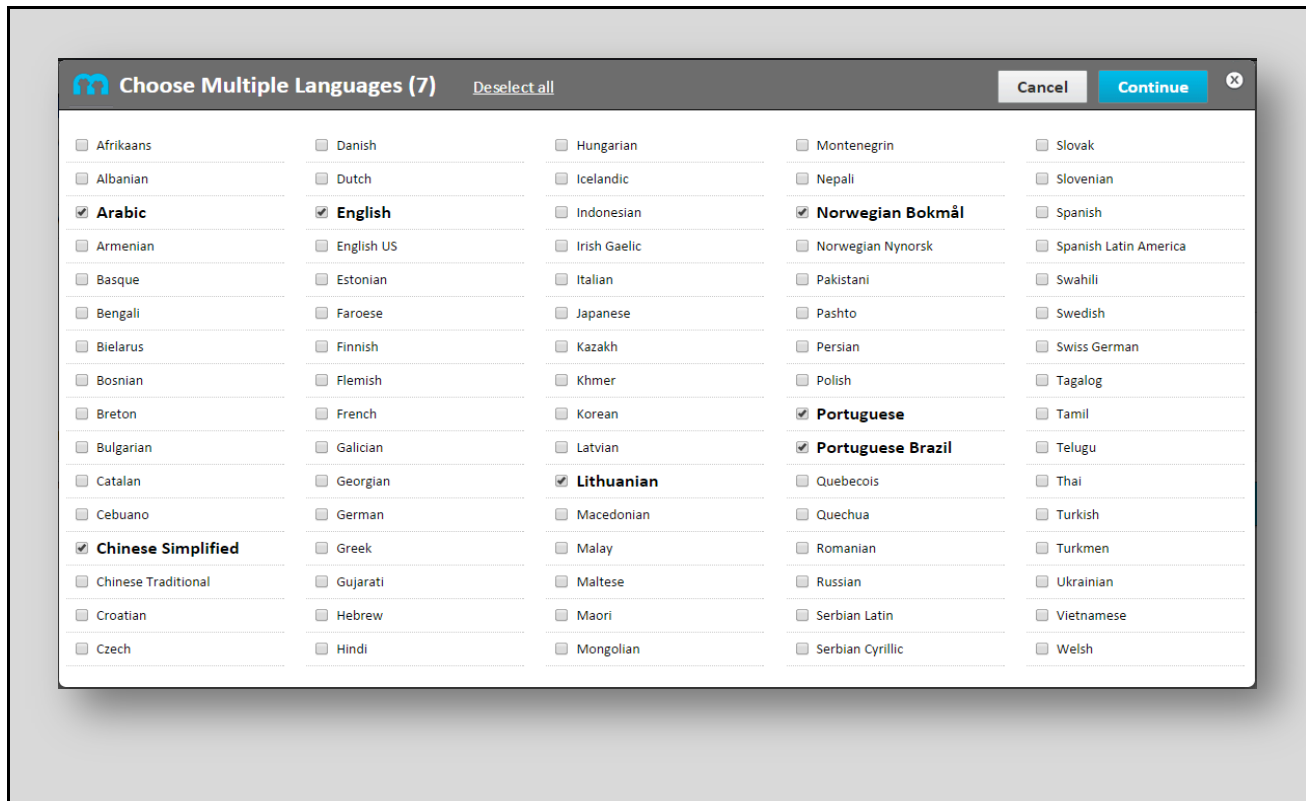 Choose Multiple Languages (7) Deselect all Cancel Continue
Afrikaans Danish Hungarian Montenegrin Slovak
Albanian Dutch Icelandic Nepali Slovenian
Arabic English Indonesian Norwegian Bokmål Spanish
Armenian English US Irish Gaelic Norwegian Nynorsk Spanish Latin America
Basque Estonian Italian Pakistani Swahili
Bengali Faroese Japanese Pashto Swedish
Bielarus Finnish Kazakh Persian Swiss German
Bosnian Flemish Khmer Polish Tagalog
Breton French Korean Portuguese Tamil
Bulgarian Galician Latvian Portuguese Brazil Telugu
Catalan Georgian Lithuanian Quebecois Thai
Cebuano German Macedonian Quechua Turkish
Chinese Simplified Greek Malay Romanian Turkmen
Chinese Traditional Gujarati Maltese Russian Ukrainian
Croatian Hebrew Maori Serbian Latin Vietnamese
Czech Hindi Mongolian Serbian Cyrillic Welsh